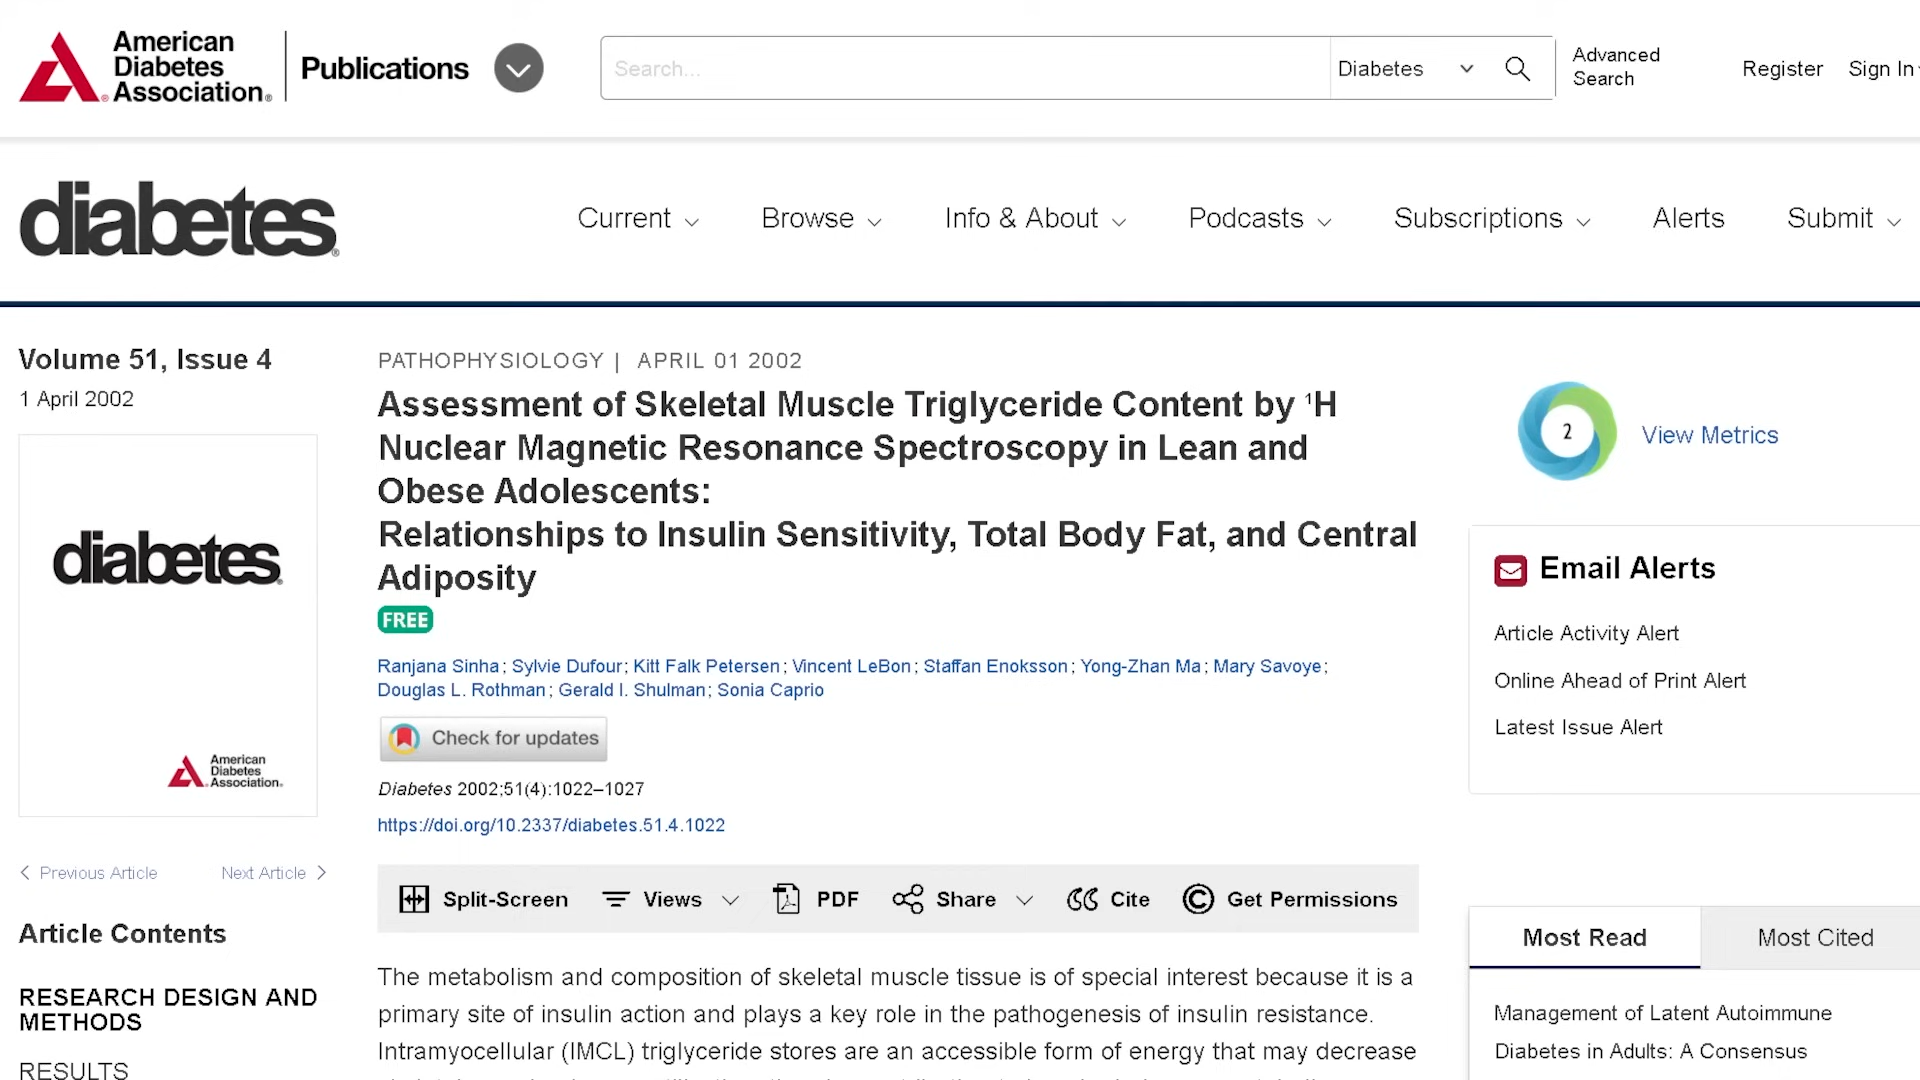 American
Diabetes
Association®
Publications
Search...
Diabetes
Advanced
Search
Register
Sign In
diabetes®
Current
Browse
Info & About
Podcasts
Subscriptions
Alerts
Submit
Volume 51, Issue 4
1 April 2002
diabetes®
American
Diabetes
Association®
Previous Article
Next Article
Article Contents
RESEARCH DESIGN AND
METHODS
RESULTS
PATHOPHYSIOLOGY | APRIL 01 2002
Assessment of Skeletal Muscle Triglyceride Content by ¹H
Nuclear Magnetic Resonance Spectroscopy in Lean and
Obese Adolescents:
Relationships to Insulin Sensitivity, Total Body Fat, and Central
Adiposity
FREE
Ranjana Sinha; Sylvie Dufour; Kitt Falk Petersen; Vincent LeBon; Staffan Enoksson; Yong-Zhan Ma; Mary Savoye;
Douglas L. Rothman; Gerald I. Shulman; Sonia Caprio
Check for updates
Diabetes 2002;51(4):1022–1027
https://doi.org/10.2337/diabetes.51.4.1022
Split-Screen
Views
PDF
Share
Cite
Get Permissions
The metabolism and composition of skeletal muscle tissue is of special interest because it is a
primary site of insulin action and plays a key role in the pathogenesis of insulin resistance.
Intramyocellular (IMCL) triglyceride stores are an accessible form of energy that may decrease
2
View Metrics
Email Alerts
Article Activity Alert
Online Ahead of Print Alert
Latest Issue Alert
Most Read
Most Cited
Management of Latent Autoimmune
Diabetes in Adults: A Consensus